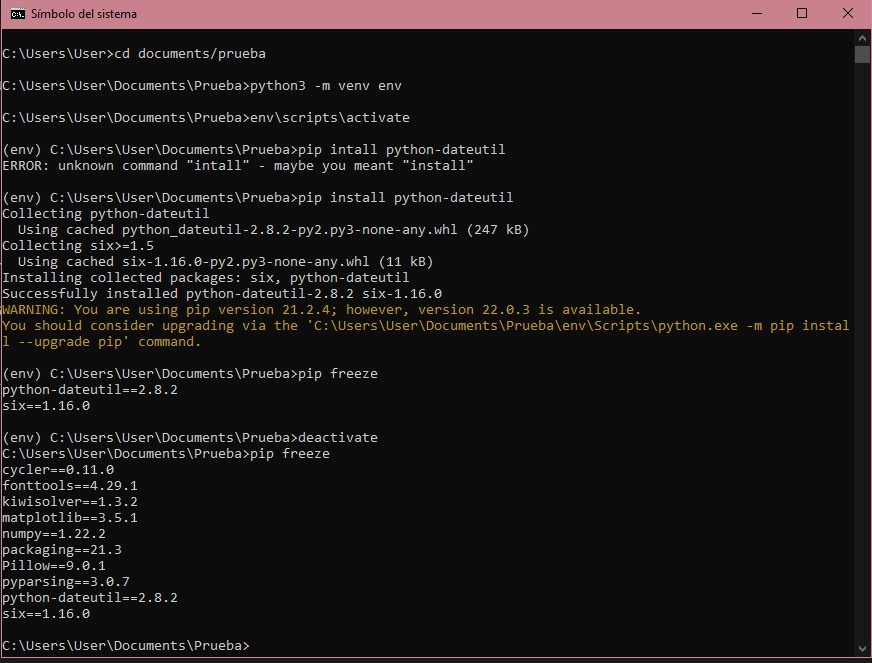 Símbolo del sistema
C:\Users\User>cd documents/prueba
C:\Users\User\Documents\Prueba>python3 -m venv env
C:\Users\User\Documents\Prueba>env\scripts\activate
(env) C:\Users\User\Documents\Prueba>pip intall python-dateutil
ERROR: unknown command "intall" - maybe you meant "install"
(env) C:\Users\User\Documents\Prueba>pip install python-dateutil
Collecting python-dateutil
  Using cached python_dateutil-2.8.2-py2.py3-none-any.whl (247 kB)
Collecting six>=1.5
  Using cached six-1.16.0-py2.py3-none-any.whl (11 kB)
Installing collected packages: six, python-dateutil
Successfully installed python-dateutil-2.8.2 six-1.16.0
WARNING: You are using pip version 21.2.4; however, version 22.0.3 is available.
You should consider upgrading via the 'C:\Users\User\Documents\Prueba\env\Scripts\python.exe -m pip instal
l --upgrade pip' command.
(env) C:\Users\User\Documents\Prueba>pip freeze
python-dateutil==2.8.2
six==1.16.0
(env) C:\Users\User\Documents\Prueba>deactivate
C:\Users\User\Documents\Prueba>pip freeze
cycler==0.11.0
fonttools==4.29.1
kiwisolver==1.3.2
matplotlib==3.5.1
numpy==1.22.2
packaging==21.3
Pillow==9.0.1
pyparsing==3.0.7
python-dateutil==2.8.2
six==1.16.0
C:\Users\User\Documents\Prueba>